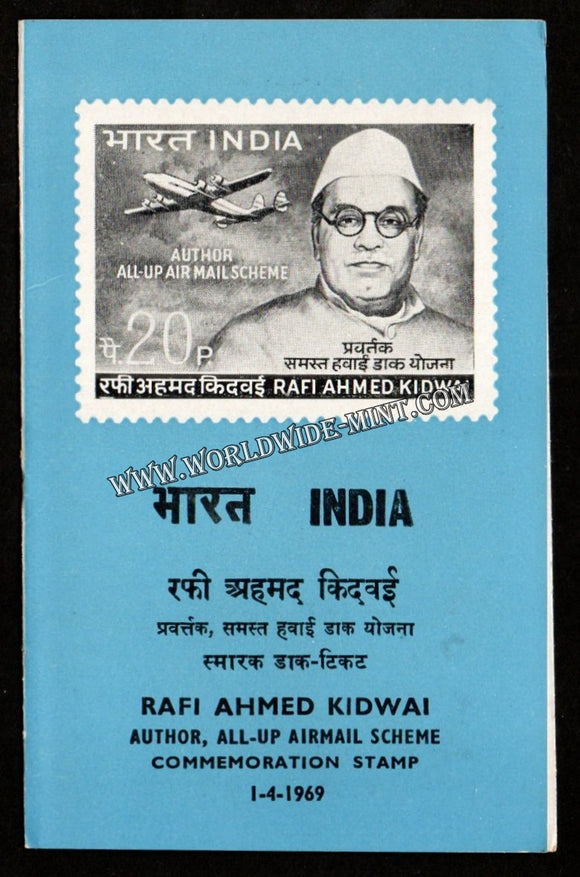 भारत INDIA
AUTHOR
ALL-UP AIR MAIL SCHEME
पै. 20 P
प्रवर्तक
समस्त हवाई डाक योजना
रफी अहमद किदवई RAFI AHMED KIDWAI
WWW.WORLDWIDE-MINT.COM
भारत INDIA
रफी अहमद किदवई
प्रवर्त्तक, समस्त हवाई डाक योजना
स्मारक डाक-टिकट
RAFI AHMED KIDWAI
AUTHOR, ALL-UP AIRMAIL SCHEME
COMMEMORATION STAMP
1-4-1969